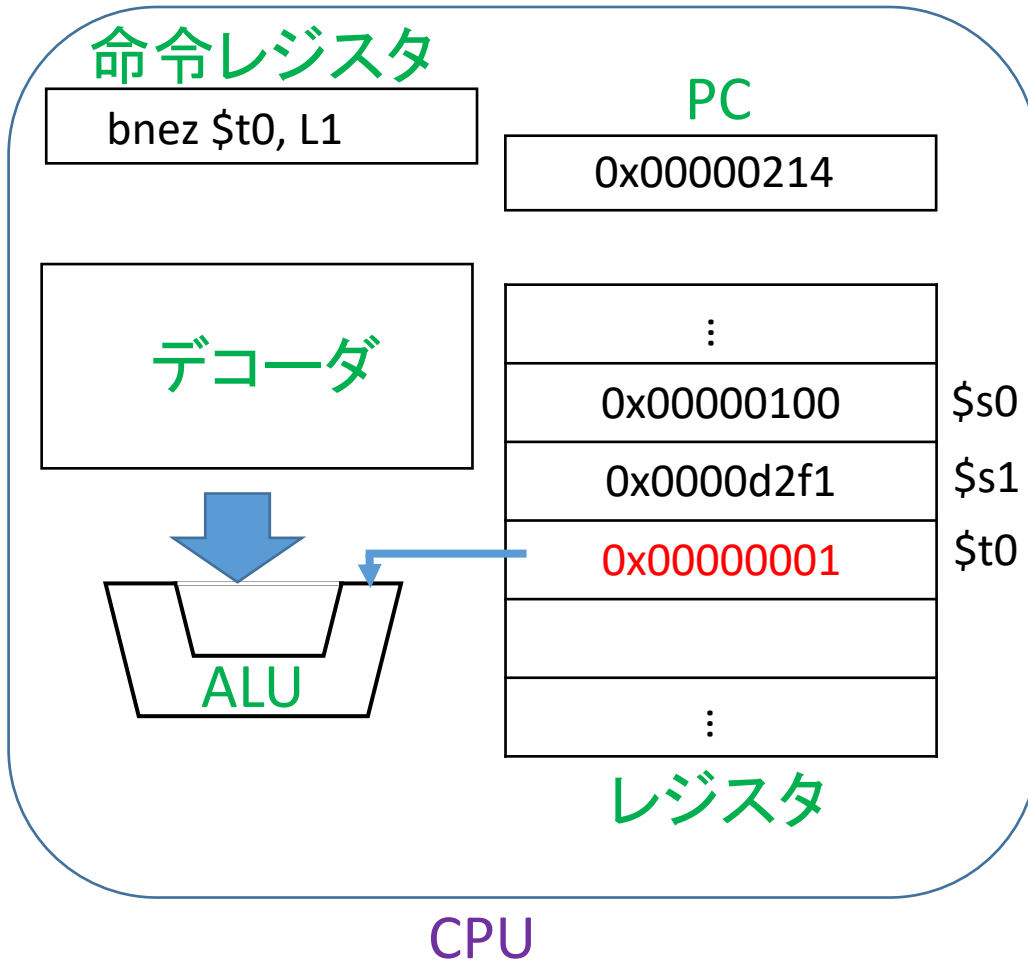 命令レジスタ
bnez $t0, L1
PC
0x00000214
デコーダ
...
0x00000100 $s0
0x0000d2f1 $s1
0x00000001 $t0
ALU
...
レジスタ
CPU